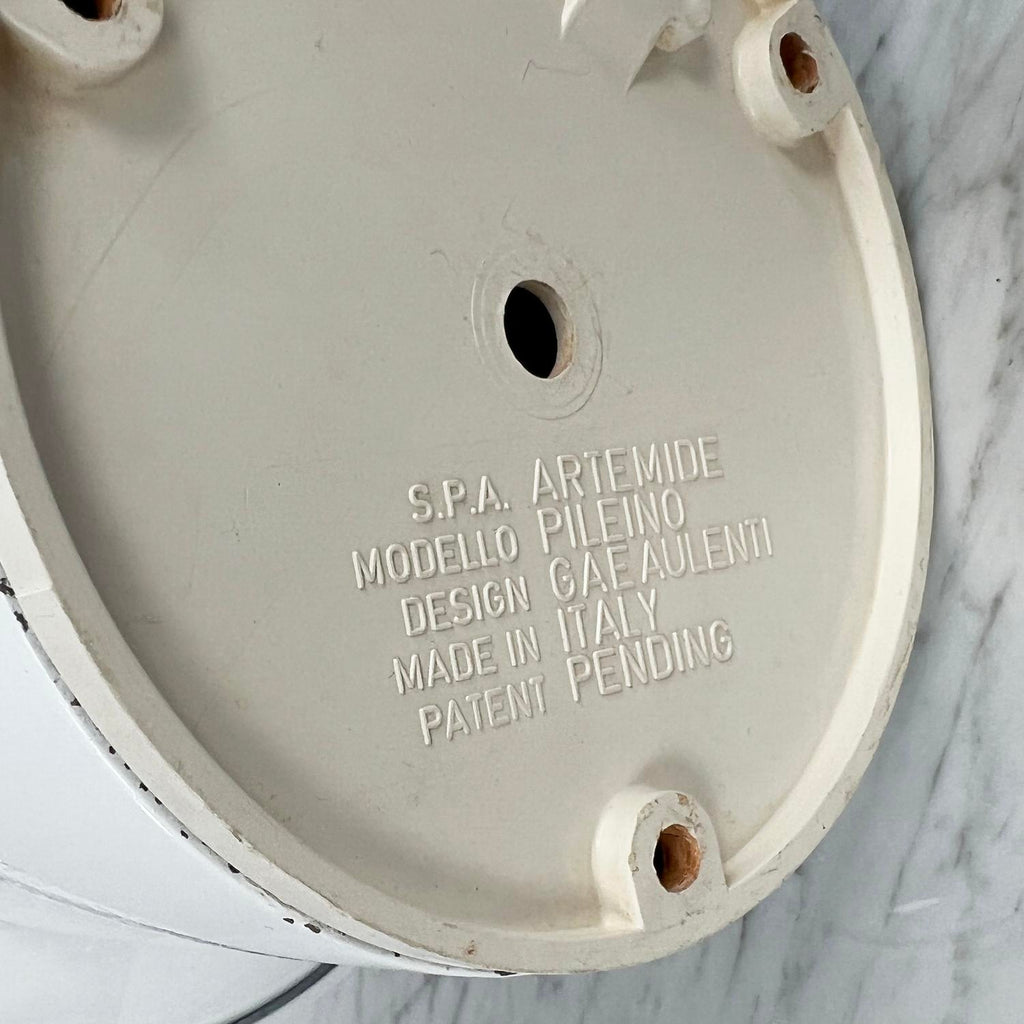 S.P.A. ARTEMIDE
MODELLO PILEINO
DESIGN GAE AULENTI
MADE IN ITALY
PATENT PENDING